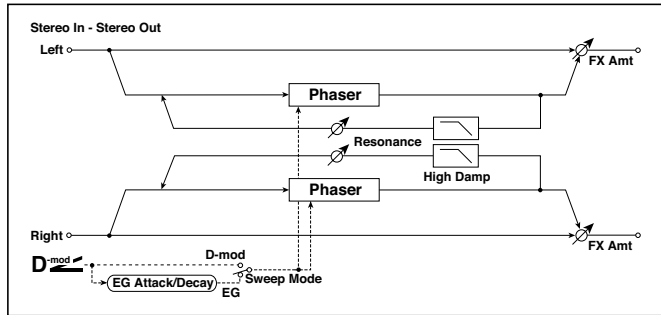 Stereo In - Stereo Out
Left
FX Amt
Phaser
Resonance
High Damp
Phaser
Right
FX Amt
D-mod
D-mod
EG Attack/Decay
EG
Sweep Mode